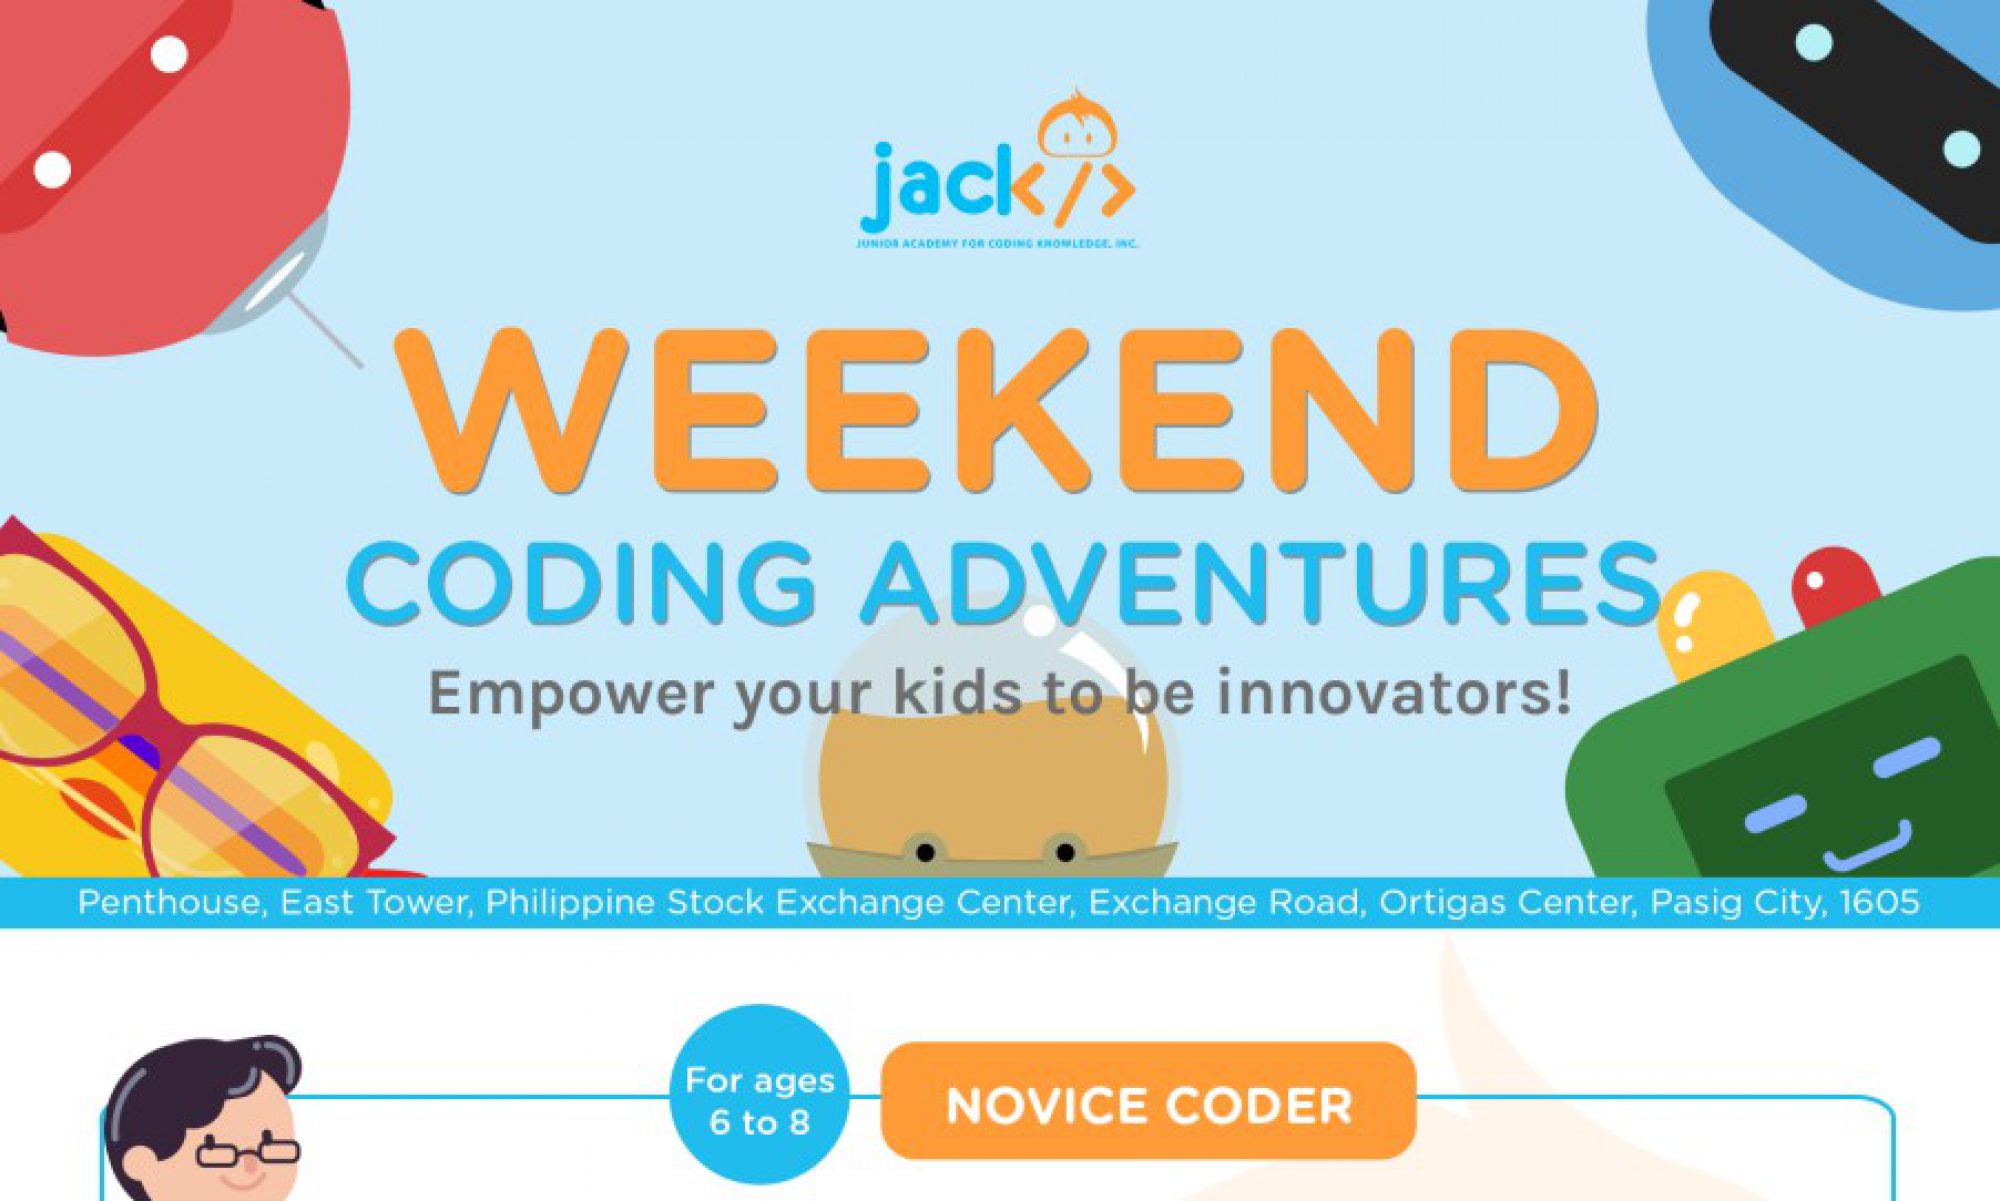 jack</>
JUNIOR ACADEMY FOR CODING KNOWLEDGE, INC.
WEEKEND
CODING ADVENTURES
Empower your kids to be innovators!
Penthouse, East Tower, Philippine Stock Exchange Center, Exchange Road, Ortigas Center, Pasig City, 1605
For ages
6 to 8
NOVICE CODER